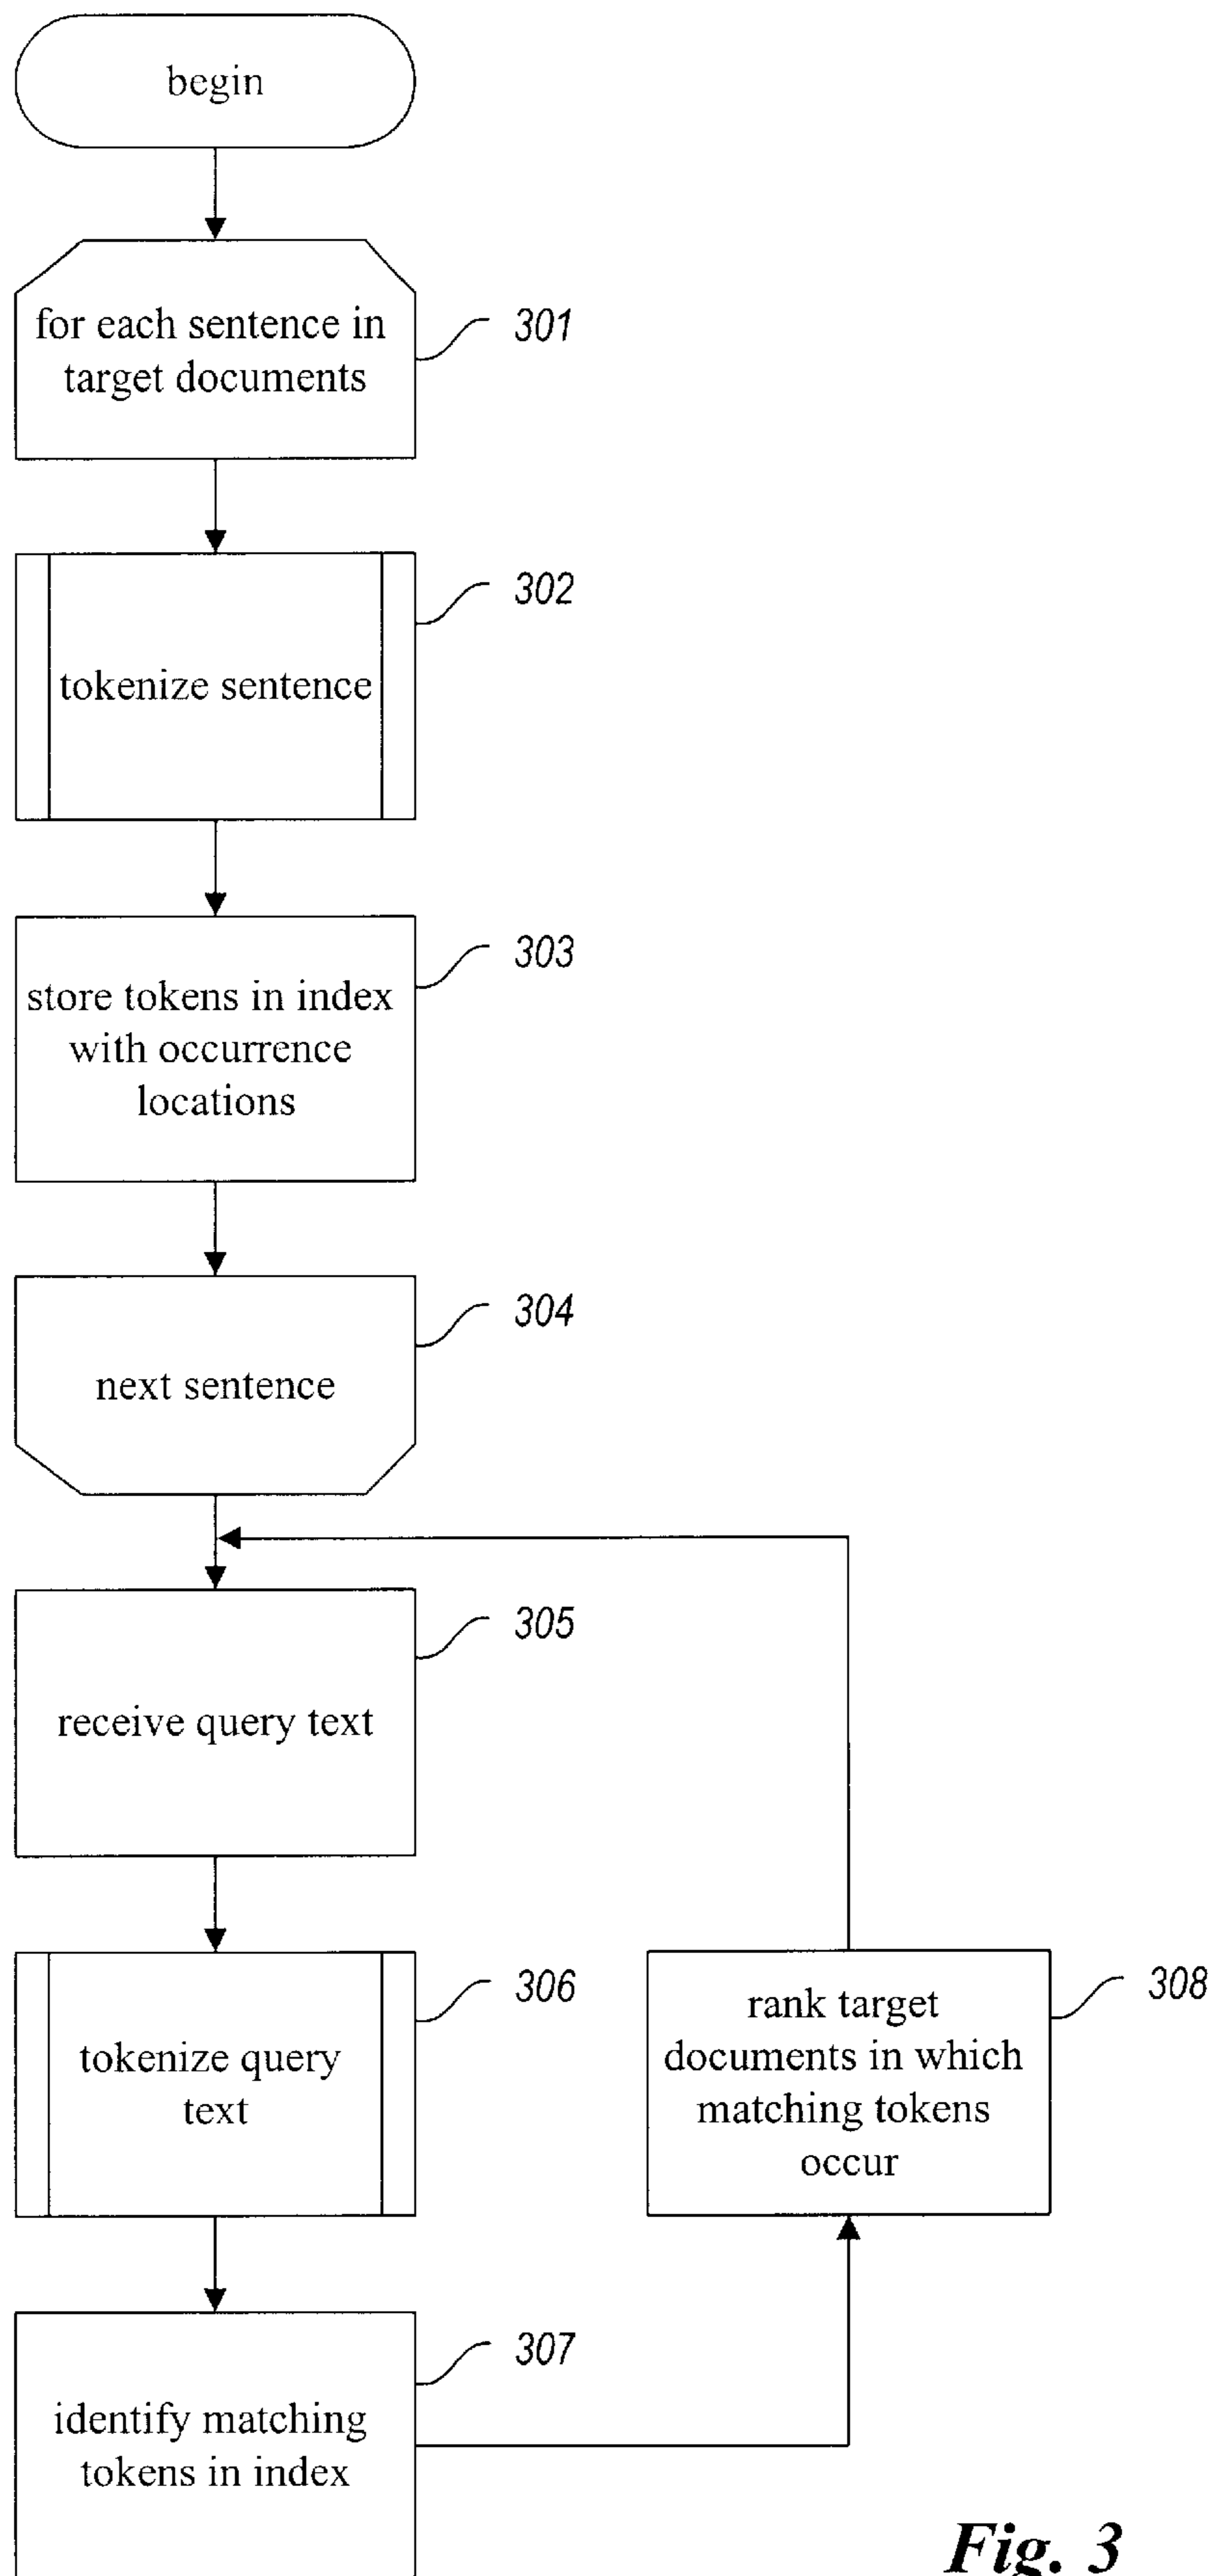 begin
for each sentence in
target documents
301
tokenize sentence
302
store tokens in index
with occurrence
locations
303
next sentence
304
receive query text
305
tokenize query
text
306
identify matching
tokens in index
307
rank target
documents in which
matching tokens
occur
308
Fig. 3